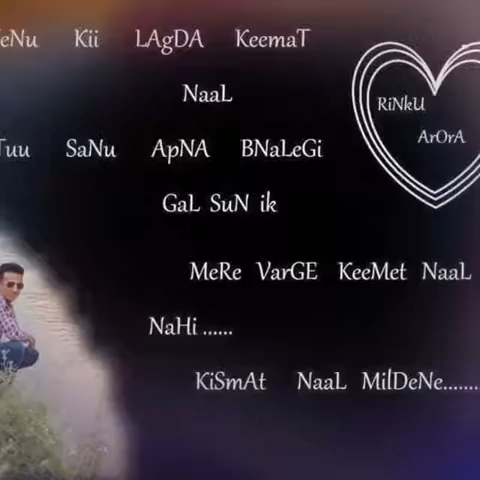 Kii LAgDA KeemaT
NaaL
Tuu SaNu ApNA BNaLeGi
GaL SuN ik
MeRe VarGE KeeMet NaaL
NaHi ......
KiSmAt NaaL MilDeNe.......
RiNkU
ArOrA